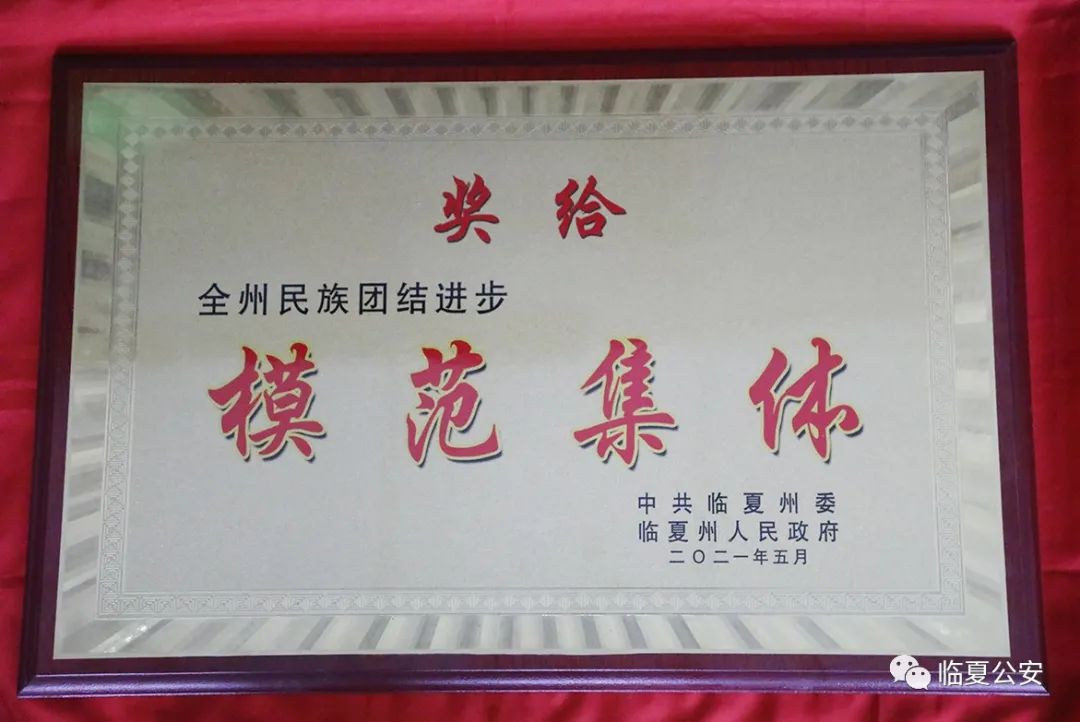 奖给
全州民族团结进步
模范集体
中共临夏州委
临夏州人民政府
二〇二一年五月
临夏公安